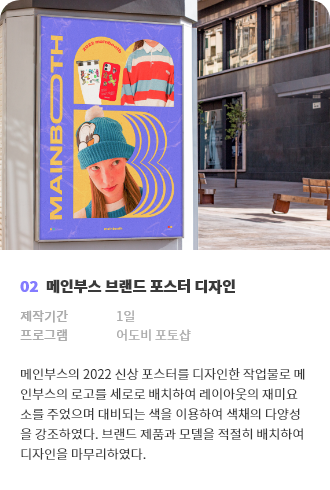 2022 mainbooth
MAINBOOTH
02 메인부스 브랜드 포스터 디자인
제작기간 1일
프로그램 어도비 포토샵
메인부스의 2022 신상 포스터를 디자인한 작업물로 메
인부스의 로고를 세로로 배치하여 레이아웃의 재미요
소를 주었으며 대비되는 색을 이용하여 색채의 다양성
을 강조하였다. 브랜드 제품과 모델을 적절히 배치하여
디자인을 마무리하였다.